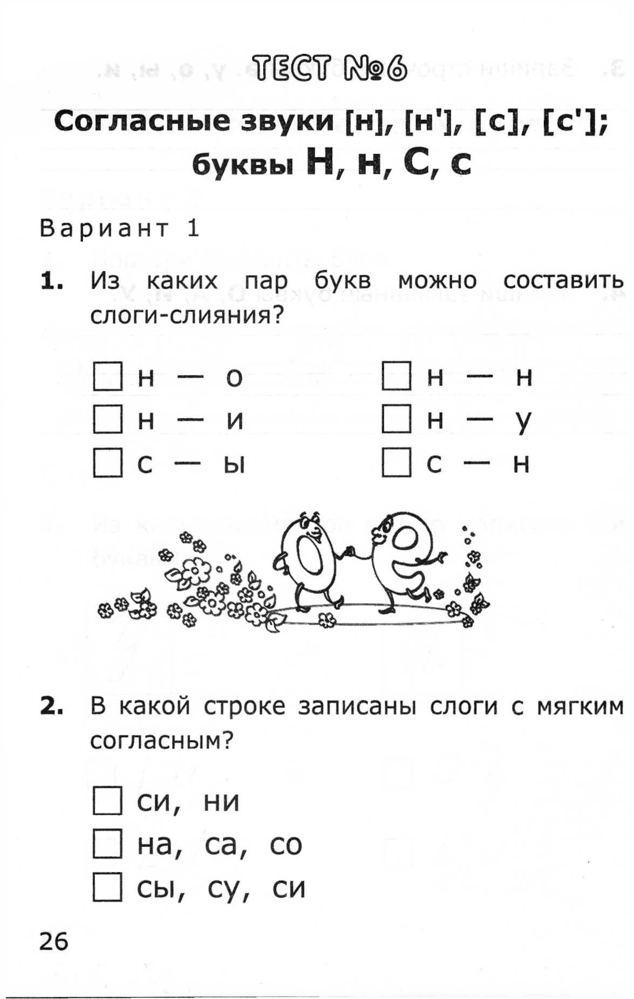 ТЕСТ №6
Согласные звуки [н], [н'], [с], [с'];
буквы Н, н, С, с
Вариант 1
1. Из каких пар букв можно составить
слоги-слияния?
н — о
н — и
с — ы
н — н
н — у
с — н
2. В какой строке записаны слоги с мягким
согласным?
си, ни
на, са, со
сы, су, си
26